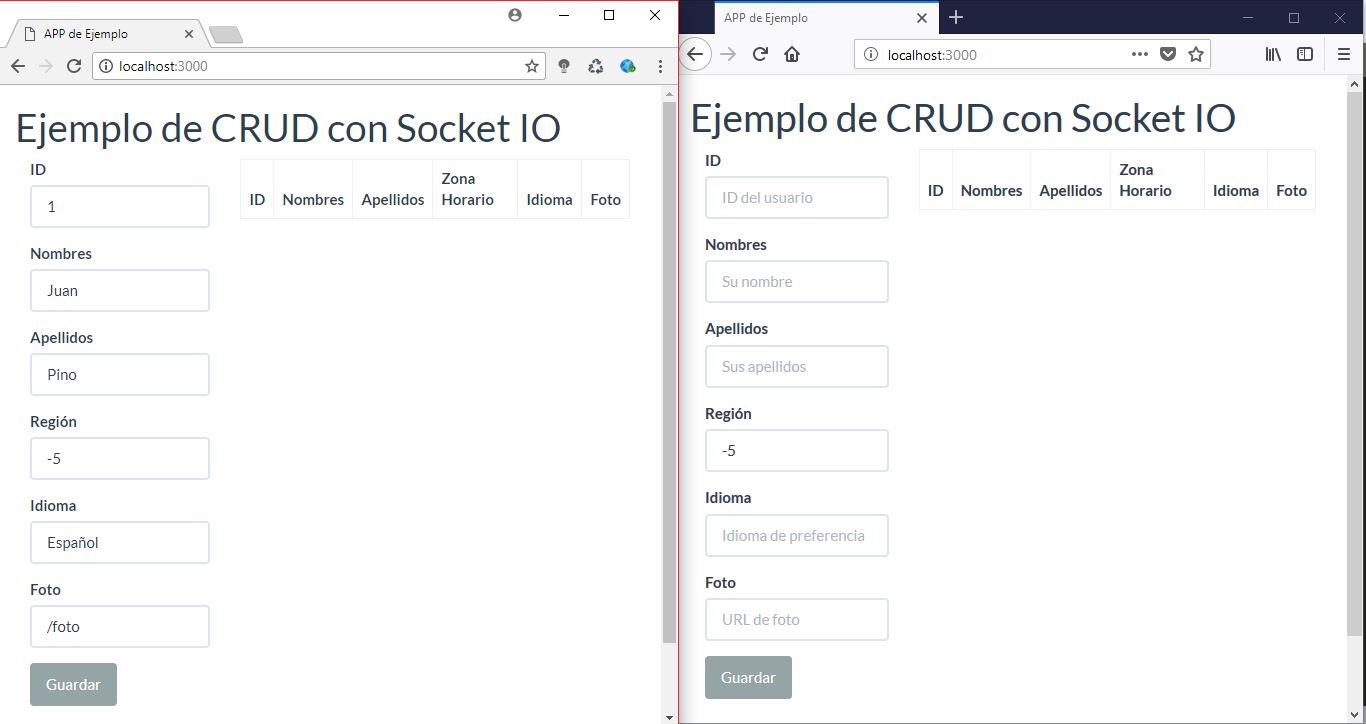 APP de Ejemplo
localhost:3000
Ejemplo de CRUD con Socket IO
ID
1
Nombres
Juan
Apellidos
Pino
Región
-5
Idioma
Español
Foto
/foto
Guardar
ID Nombres Apellidos Zona Horario Idioma Foto
APP de Ejemplo
localhost:3000
Ejemplo de CRUD con Socket IO
ID
ID del usuario
Nombres
Su nombre
Apellidos
Sus apellidos
Región
-5
Idioma
Idioma de preferencia
Foto
URL de foto
Guardar
ID Nombres Apellidos Zona Horario Idioma Foto